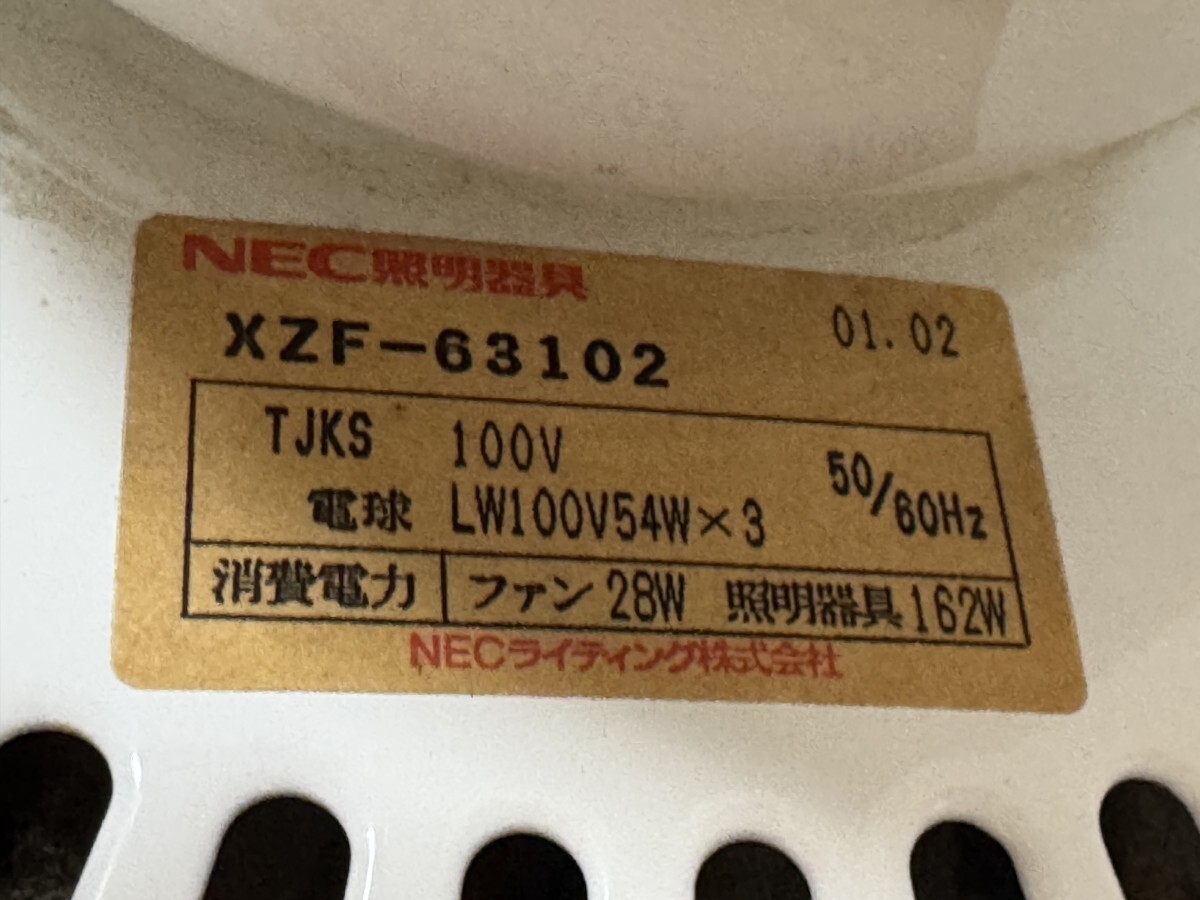 NEC照明器具
XZF-63102 01.02
TJKS 100V 50/60Hz
電球 LW100V54W×3
消費電力 ファン 28W 照明器具 162W
NECライティング株式会社